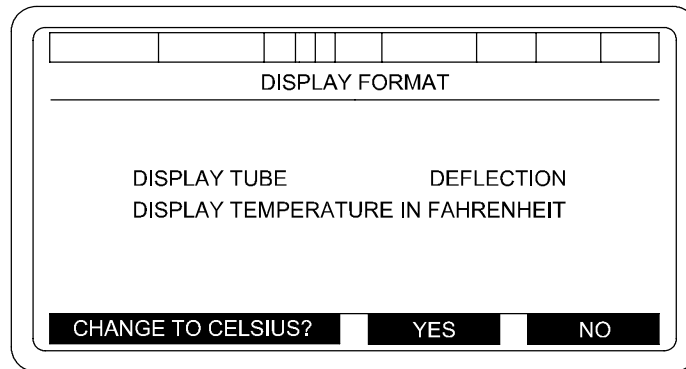 DISPLAY FORMAT
DISPLAY TUBE DEFLECTION
DISPLAY TEMPERATURE IN FAHRENHEIT
CHANGE TO CELSIUS? YES NO